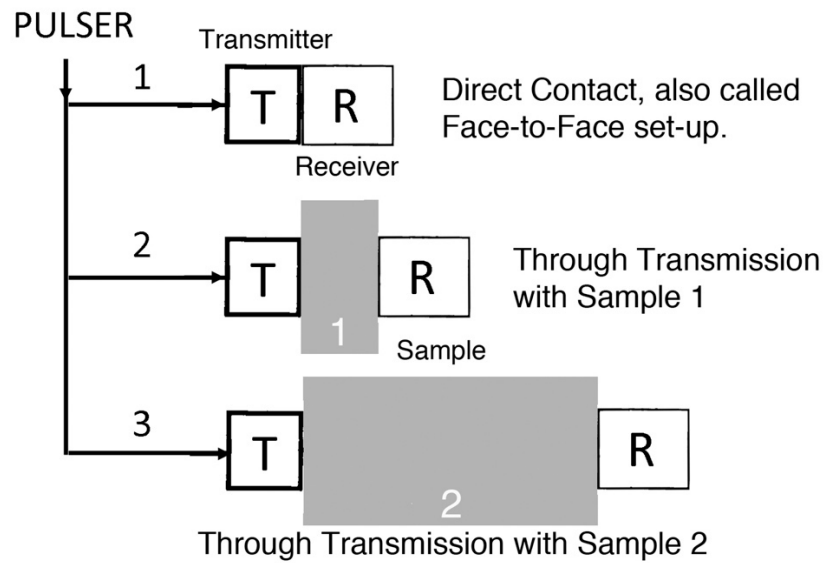 PULSER
Transmitter
1
T R
Direct Contact, also called
Face-to-Face set-up.
Receiver
2
T
R
Through Transmission
with Sample 1
1
Sample
3
T
R
2
Through Transmission with Sample 2